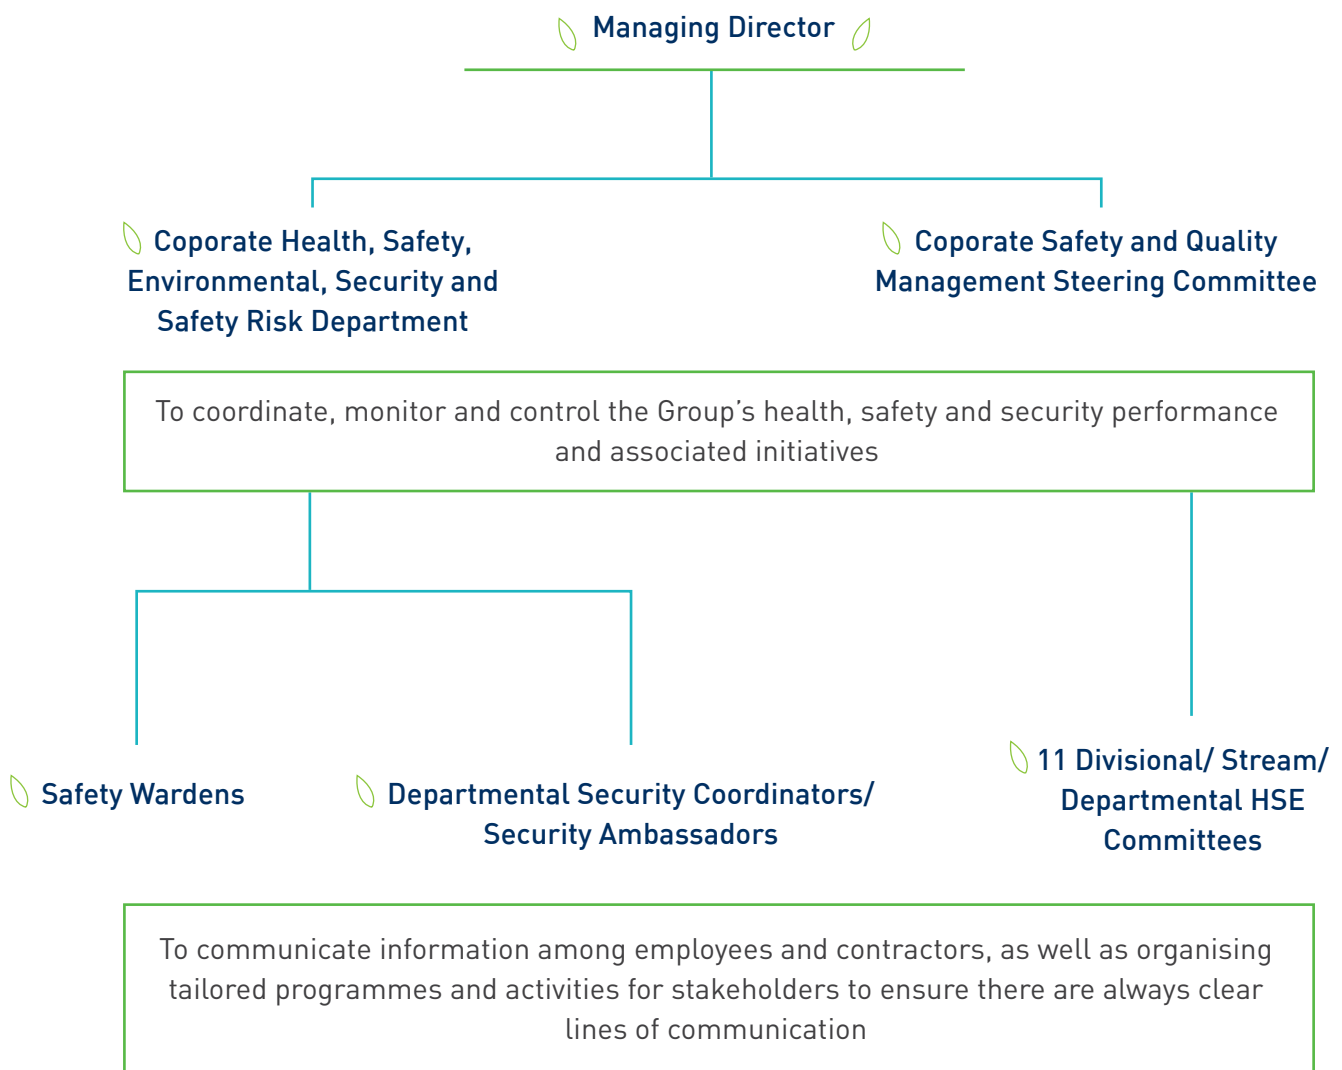 Managing Director
Coporate Health, Safety,
Environmental, Security and
Safety Risk Department
Coporate Safety and Quality
Management Steering Committee
To coordinate, monitor and control the Group’s health, safety and security performance
and associated initiatives
Safety Wardens
Departmental Security Coordinators/
Security Ambassadors
11 Divisional/ Stream/
Departmental HSE
Committees
To communicate information among employees and contractors, as well as organising
tailored programmes and activities for stakeholders to ensure there are always clear
lines of communication